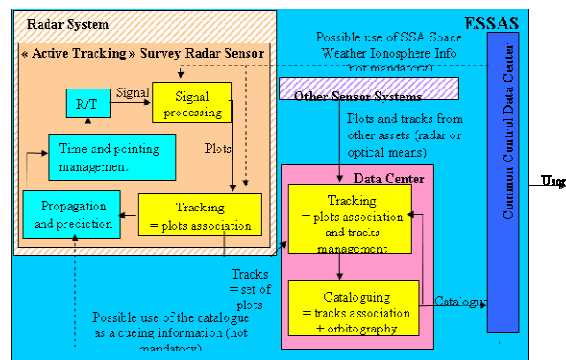 Radar System
ESSAS
« Active Tracking » Survey Radar Sensor
Possible use of SSA Space
Weather Ionosphere Info
not mandatory)
R/T
Signal
Signal
processing
Other Sensor Systems
Plots and tracks from
other assets (radar or
optical means)
Time and pointing
management
Plots
Data Center
Propagation
and prediction
Tracking
= plots association
Tracking
= plots association
and tracks
management
Tracks
= set of
plots
Cataloguing
= tracks association
+ orbitography
Possible use of the catalogue
as a queing information (not
mandatory)
Common Control Data Center